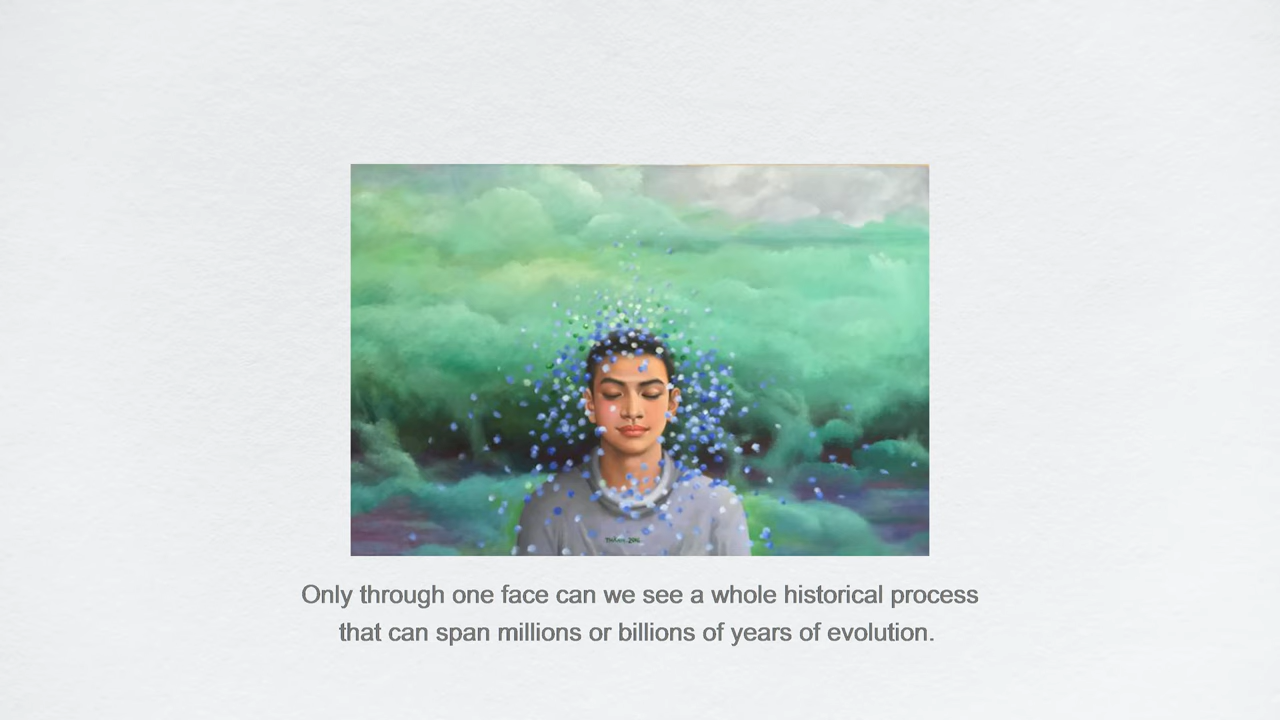 Only through one face can we see a whole historical process
that can span millions or billions of years of evolution.